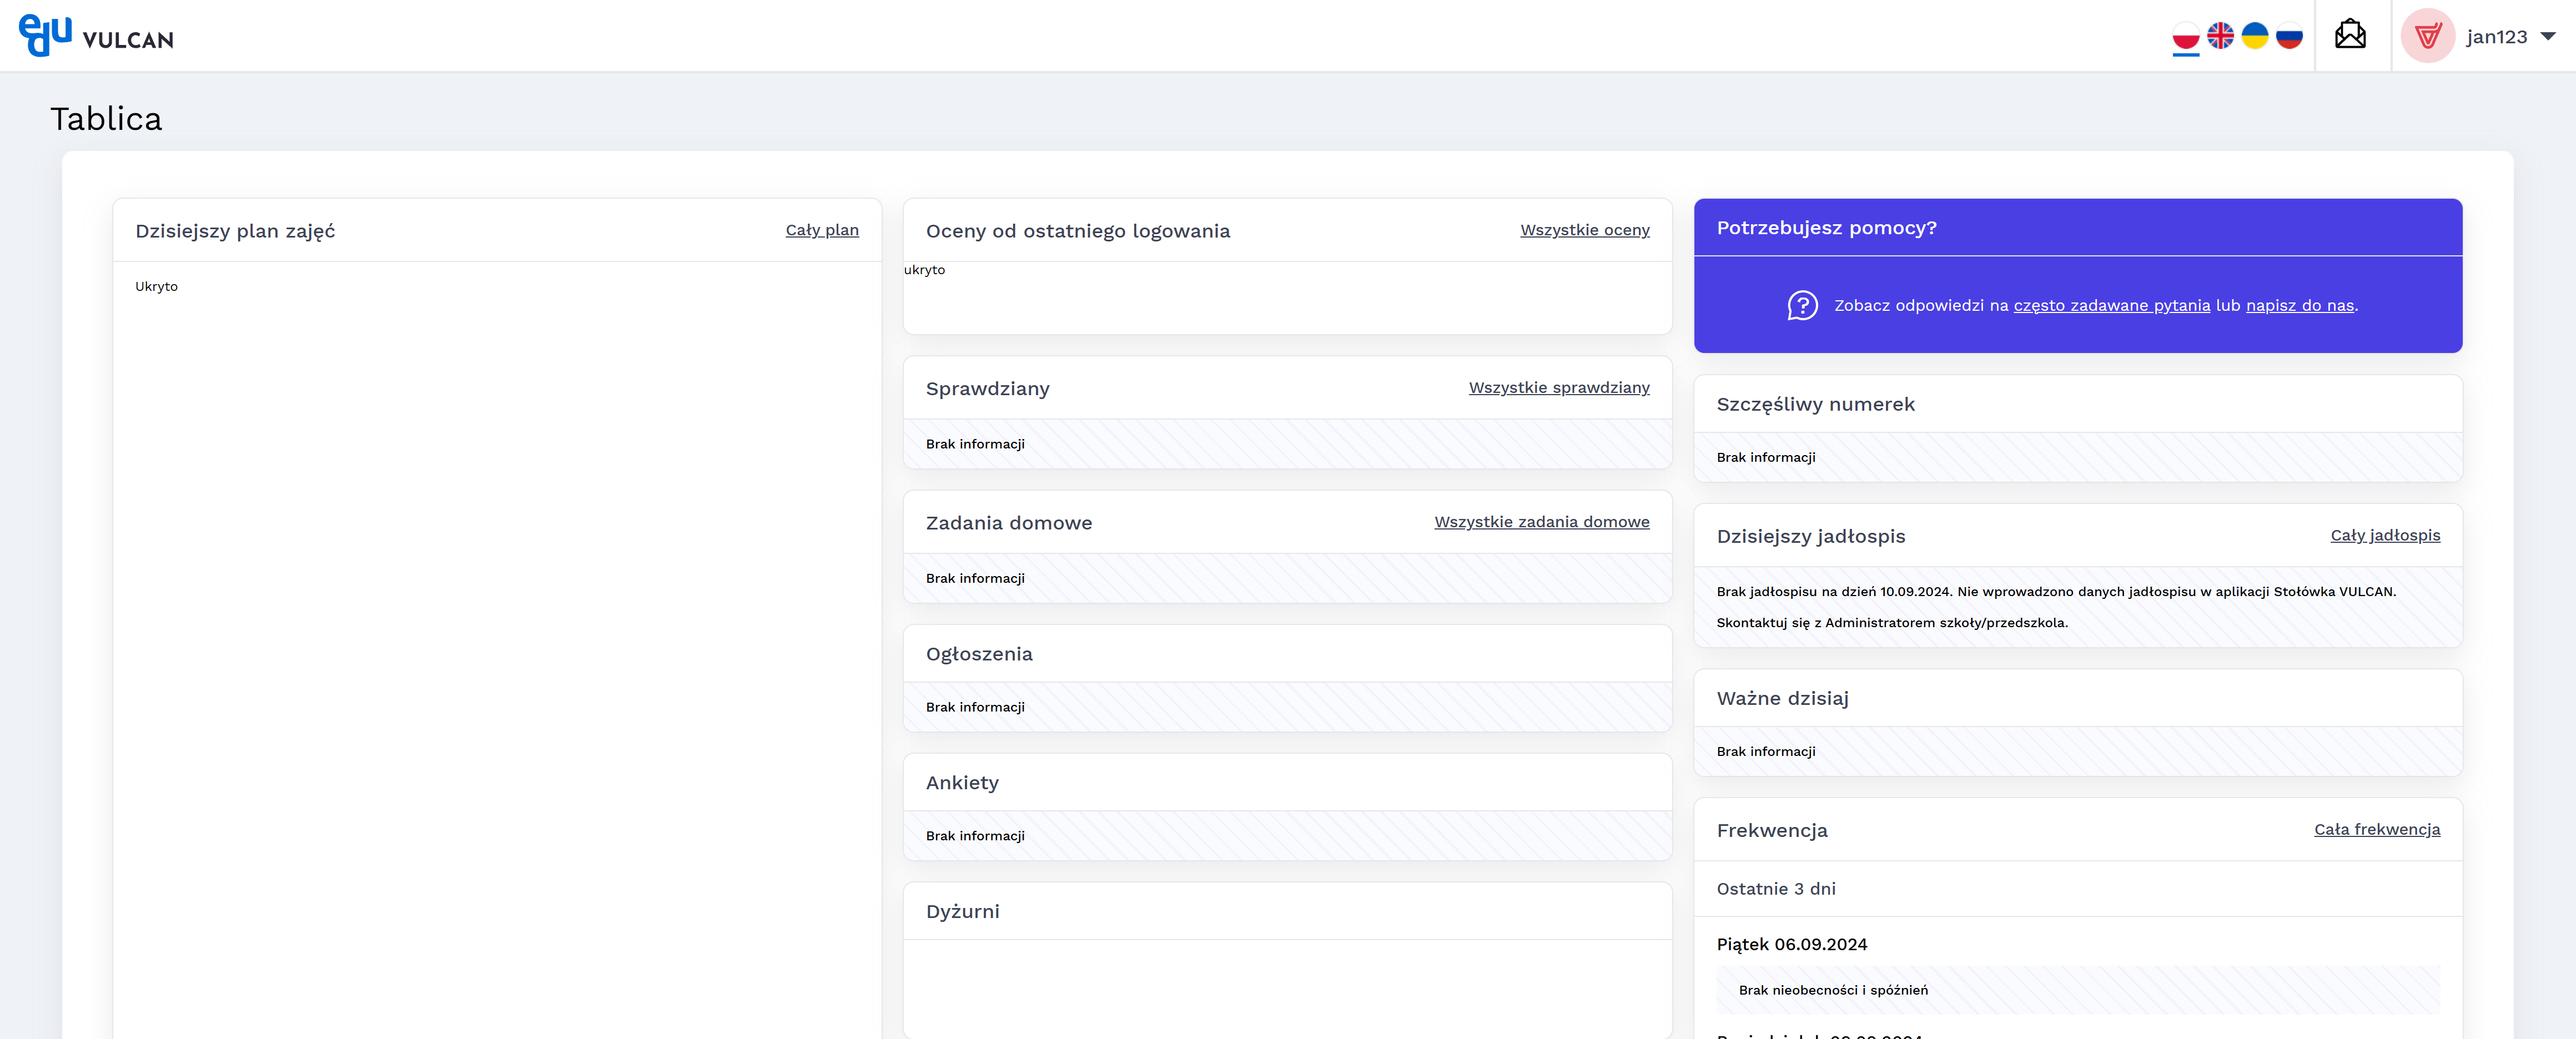 edu VULCAN
jan123
Tablica
Dzisiejszy plan zajęć
Cały plan
Ukryto
Oceny od ostatniego logowania
Wszystkie oceny
ukryto
Sprawdziany
Wszystkie sprawdziany
Brak informacji
Zadania domowe
Wszystkie zadania domowe
Brak informacji
Ogłoszenia
Brak informacji
Ankiety
Brak informacji
Dyżurni
Potrzebujesz pomocy?
Zobacz odpowiedzi na często zadawane pytania lub napisz do nas.
Szczęśliwy numerek
Brak informacji
Dzisiejszy jadłospis
Cały jadłospis
Brak jadłospisu na dzień 10.09.2024. Nie wprowadzono danych jadłospisu w aplikacji Stołówka VULCAN.
Skontaktuj się z Administratorem szkoły/przedszkola.
Ważne dzisiaj
Brak informacji
Frekwencja
Cała frekwencja
Ostatnie 3 dni
Piątek 06.09.2024
Brak nieobecności i spóźnień